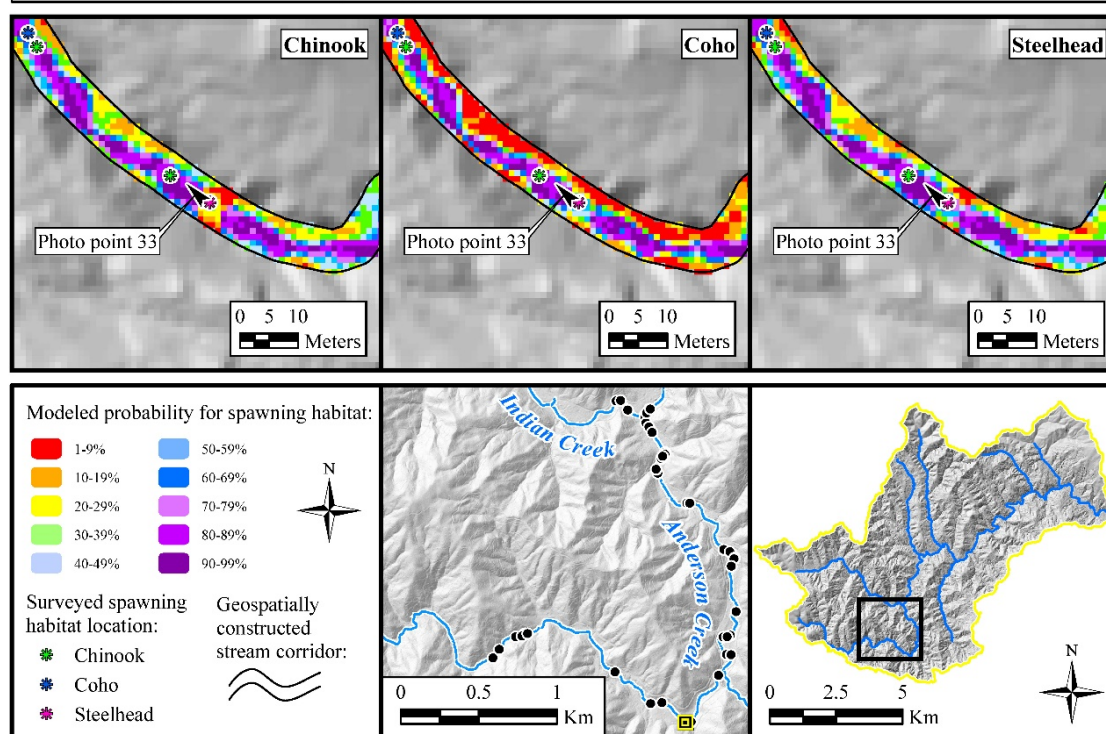 Chinook
Coho
Steelhead
Photo point 33
Photo point 33
Photo point 33
0 5 10
Meters
0 5 10
Meters
0 5 10
Meters
Modeled probability for spawning habitat:
1-9%
10-19%
20-29%
30-39%
40-49%
50-59%
60-69%
70-79%
80-89%
90-99%
N
Surveyed spawning
habitat location:
Chinook
Coho
Steelhead
Geospatially
constructed
stream corridor:
Indian Creek
Anderson Creek
0 0.5 1
Km
0 5
Km
N